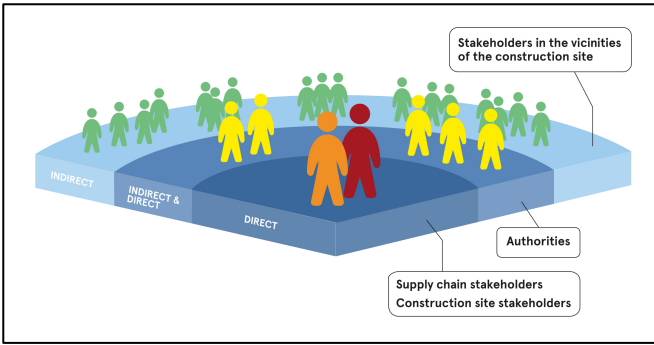 Stakeholders in the vicinities
of the construction site
INDIRECT
INDIRECT &
DIRECT
DIRECT
Authorities
Supply chain stakeholders
Construction site stakeholders